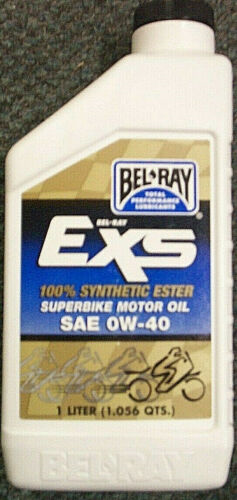 BEL-RAY
TOTAL
PERFORMANCE
LUBRICANTS
BEL-RAY
EXS®
100% SYNTHETIC ESTER
SUPERBIKE MOTOR OIL
SAE 0W-40
1 LITER (1.056 QTS.)
BEL-RAY